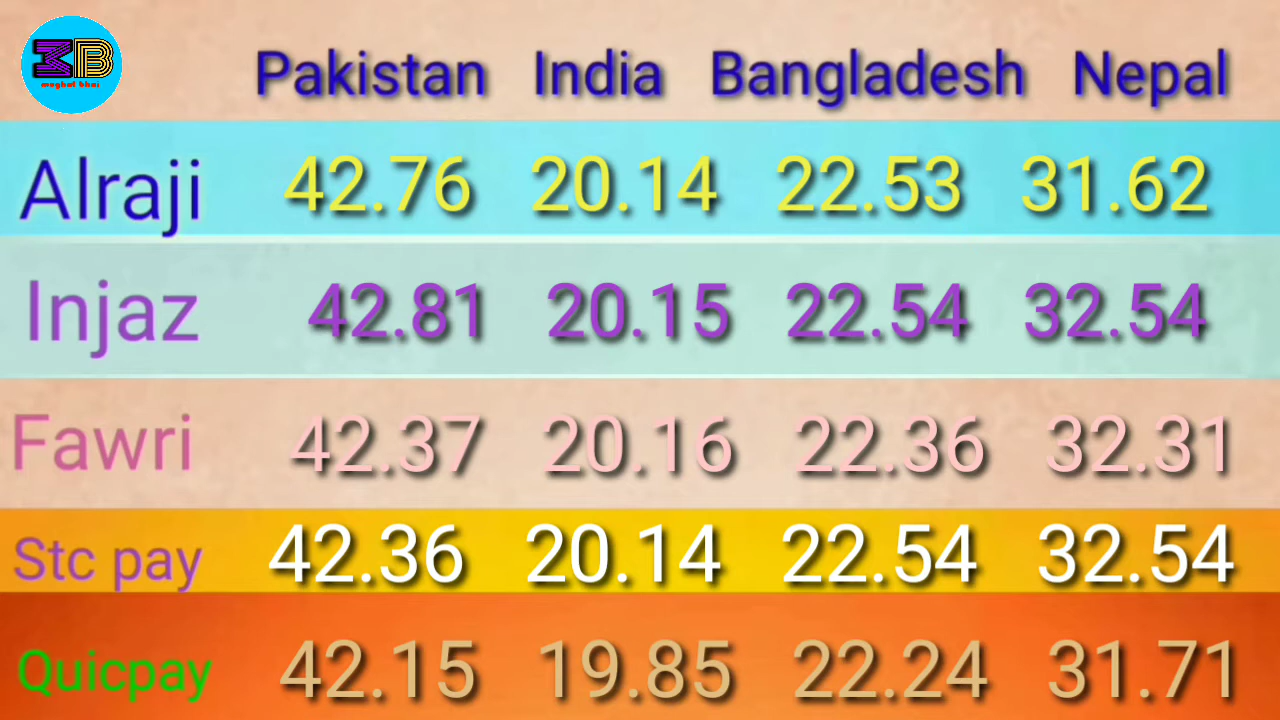 MB
Pakistan India Bangladesh Nepal
Alraji 42.76 20.14 22.53 31.62
Injaz 42.81 20.15 22.54 32.54
Fawri 42.37 20.16 22.36 32.31
Stc pay 42.36 20.14 22.54 32.54
Quicpay 42.15 19.85 22.24 31.71